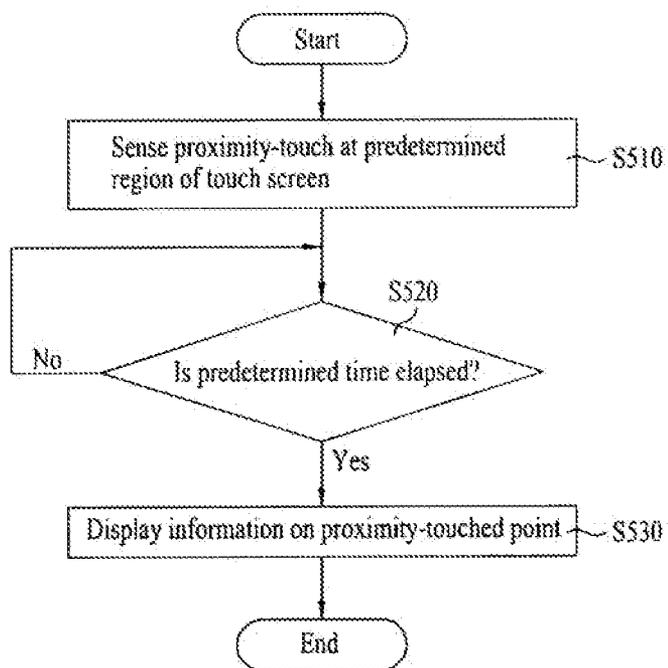 Start
Sense proximity-touch at predetermined
region of touch screen
S510
S520
No
Is predetermined time elapsed?
Yes
Display information on proximity-touched point
S530
End